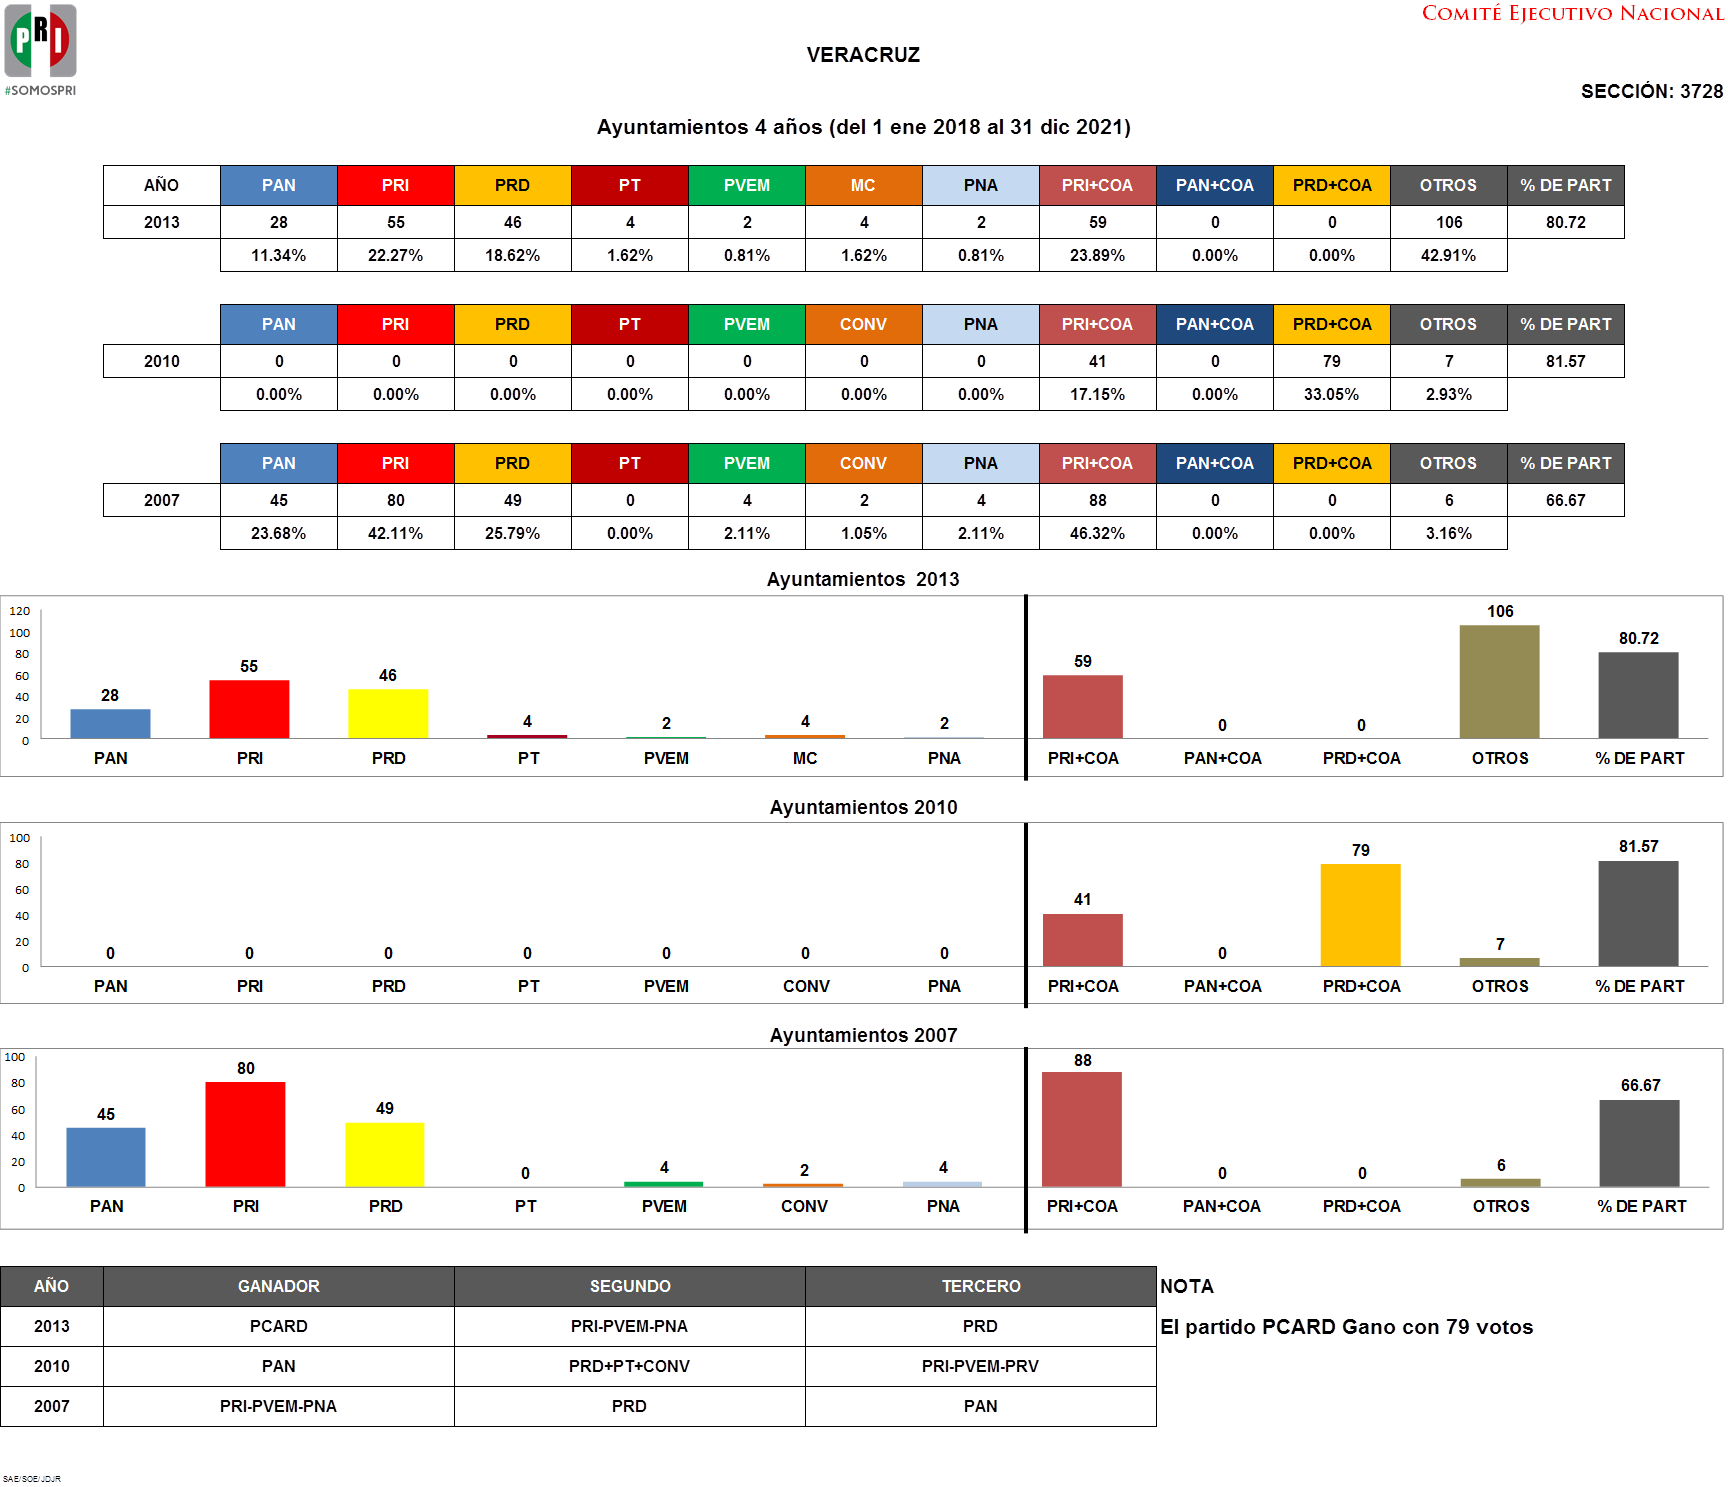 PRI
#SOMOSPRI
COMITÉ EJECUTIVO NACIONAL
VERACRUZ
SECCIÓN: 3728
Ayuntamientos 4 años (del 1 ene 2018 al 31 dic 2021)
AÑO PAN PRI PRD PT PVEM MC PNA PRI+COA PAN+COA PRD+COA OTROS % DE PART
2013 28 55 46 4 2 4 2 59 0 0 106 80.72
11.34% 22.27% 18.62% 1.62% 0.81% 1.62% 0.81% 23.89% 0.00% 0.00% 42.91%
PAN PRI PRD PT PVEM CONV PNA PRI+COA PAN+COA PRD+COA OTROS % DE PART
2010 0 0 0 0 0 0 0 41 0 79 7 81.57
0.00% 0.00% 0.00% 0.00% 0.00% 0.00% 0.00% 17.15% 0.00% 33.05% 2.93%
PAN PRI PRD PT PVEM CONV PNA PRI+COA PAN+COA PRD+COA OTROS % DE PART
2007 45 80 49 0 4 2 4 88 0 0 6 66.67
23.68% 42.11% 25.79% 0.00% 2.11% 1.05% 2.11% 46.32% 0.00% 0.00% 3.16%
Ayuntamientos 2013
120
100
80
60
40
20
0
28 55 46 4 2 4 2 59 0 0 106 80.72
PAN PRI PRD PT PVEM MC PNA PRI+COA PAN+COA PRD+COA OTROS % DE PART
Ayuntamientos 2010
100
80
60
40
20
0
0 0 0 0 0 0 0 41 0 79 7 81.57
PAN PRI PRD PT PVEM CONV PNA PRI+COA PAN+COA PRD+COA OTROS % DE PART
Ayuntamientos 2007
100
80
60
40
20
0
45 80 49 0 4 2 4 88 0 0 6 66.67
PAN PRI PRD PT PVEM CONV PNA PRI+COA PAN+COA PRD+COA OTROS % DE PART
AÑO GANADOR SEGUNDO TERCERO NOTA
2013 PCARD PRI-PVEM-PNA PRD El partido PCARD Gano con 79 votos
2010 PAN PRD+PT+CONV PRI-PVEM-PRV
2007 PRI-PVEM-PNA PRD PAN
SAE/SOE/JDJR